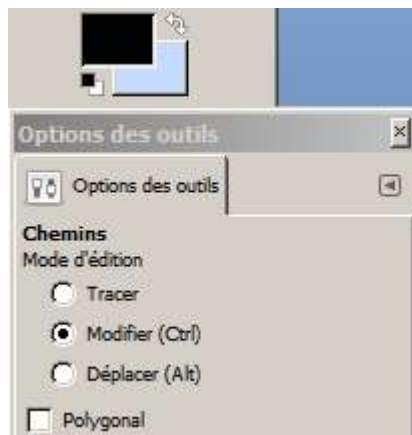 Options des outils
Options des outils
Chemins
Mode d'édition
Tracer
Modifier (Ctrl)
Déplacer (Alt)
Polygonal